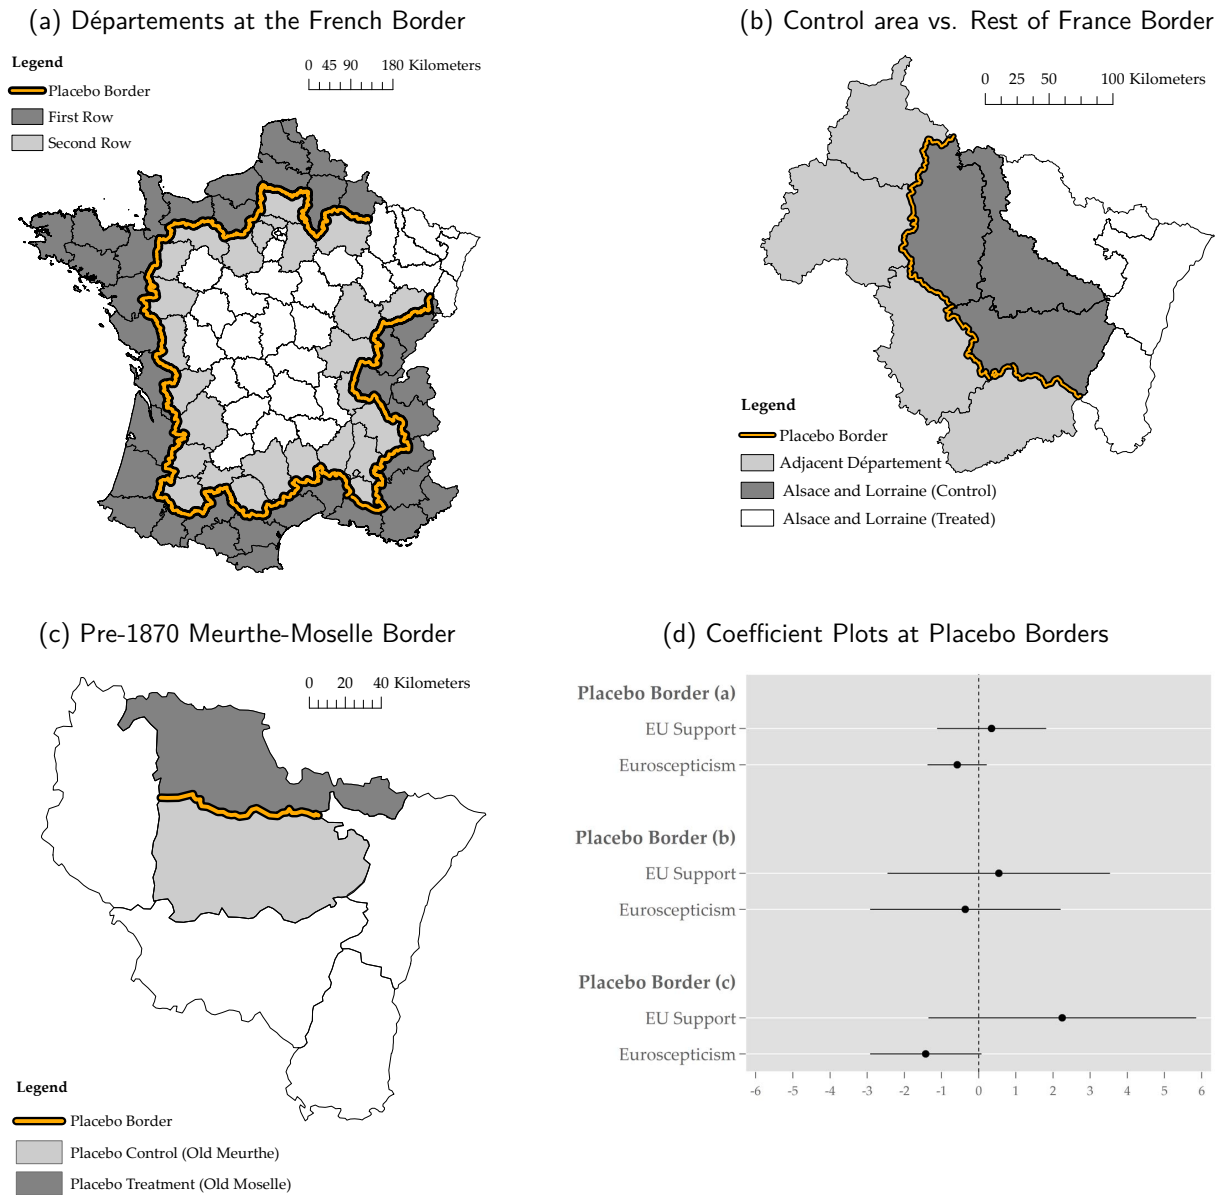 (a) Départements at the French Border
Legend
Placebo Border
First Row
Second Row
0 45 90 180 Kilometers
(b) Control area vs. Rest of France Border
0 25 50 100 Kilometers
Legend
Placebo Border
Adjacent Département
Alsace and Lorraine (Control)
Alsace and Lorraine (Treated)
(c) Pre-1870 Meurthe-Moselle Border
0 20 40 Kilometers
Legend
Placebo Border
Placebo Control (Old Meurthe)
Placebo Treatment (Old Moselle)
(d) Coefficient Plots at Placebo Borders
Placebo Border (a)
EU Support
Euroscepticism
Placebo Border (b)
EU Support
Euroscepticism
Placebo Border (c)
EU Support
Euroscepticism
-6 -5 -4 -3 -2 -1 0 1 2 3 4 5 6